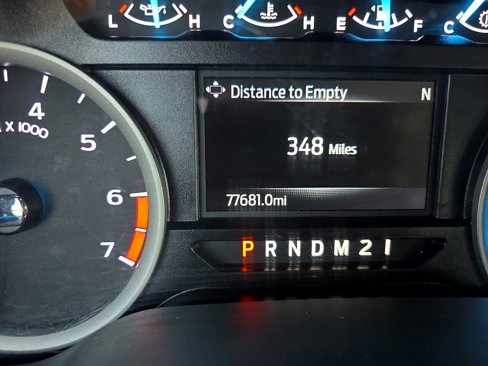 L H C H E F C
Distance to Empty N
4
x 1000
348 Miles
5
6
77681.0mi
7
P R N D M 2 1